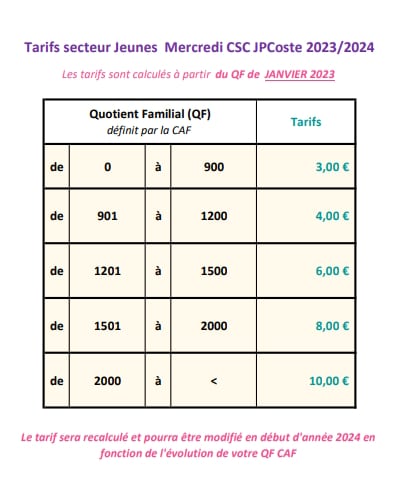 Tarifs secteur Jeunes Mercredi CSC JPCoste 2023/2024
Les tarifs sont calculés à partir du QF de JANVIER 2023
Quotient Familial (QF) Tarifs
définit par la CAF
de 0 à 900 3,00 €
de 901 à 1200 4,00 €
de 1201 à 1500 6,00 €
de 1501 à 2000 8,00 €
de 2000 à < 10,00 €
Le tarif sera recalculé et pourra être modifié en début d'année 2024 en
fonction de l'évolution de votre QF CAF